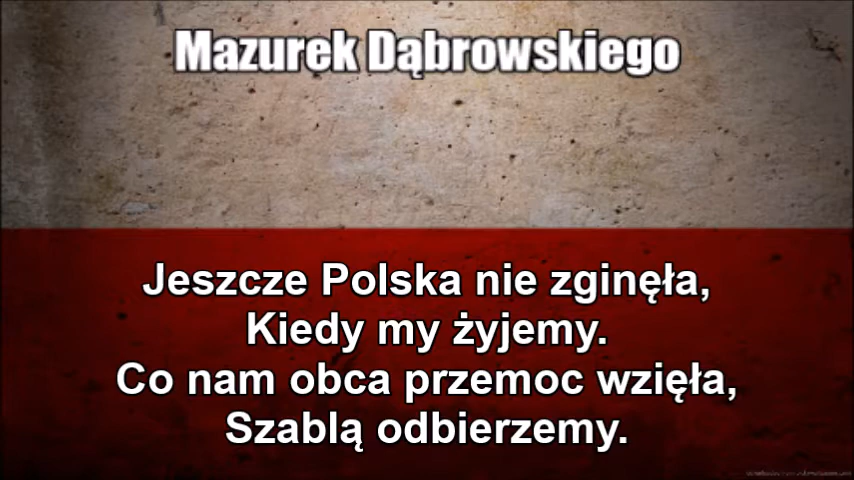 Mazurek Dąbrowskiego
Jeszcze Polska nie zginęła,
Kiedy my żyjemy.
Co nam obca przemoc wzięła,
Szablą odbierzemy.